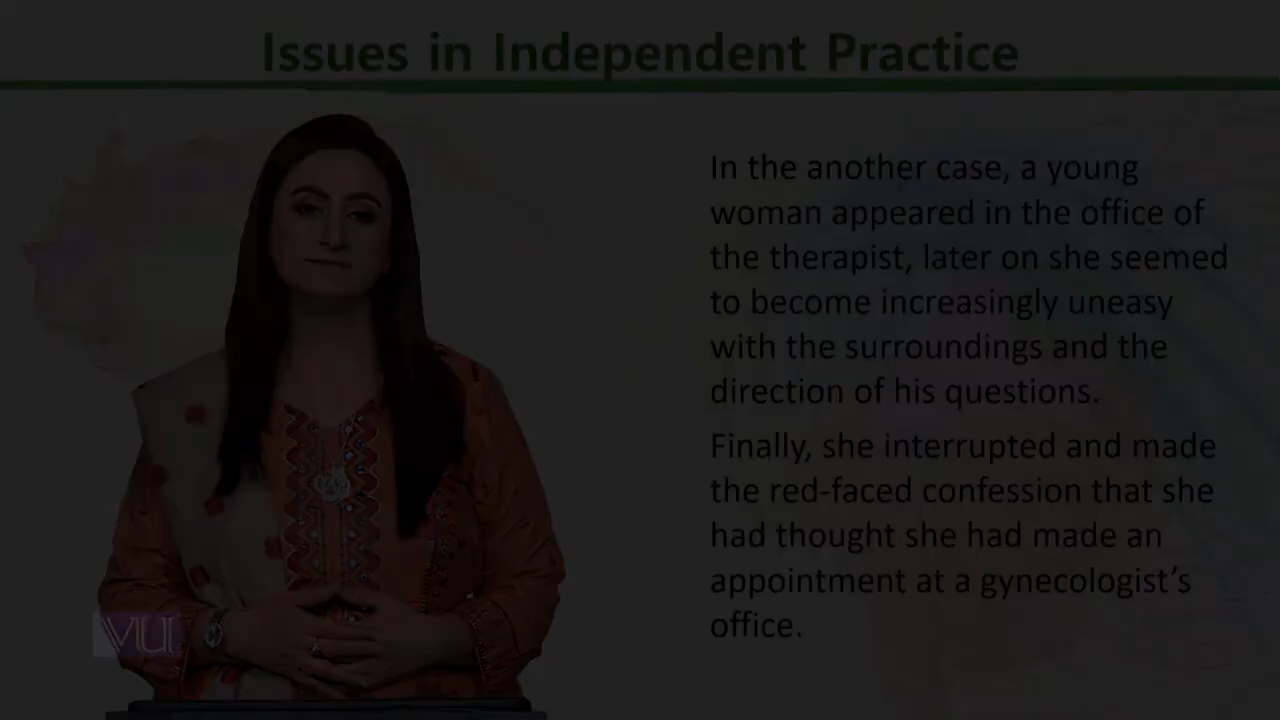 Issues in Independent Practice
In the another case, a young
woman appeared in the office of
the therapist, later on she seemed
to become increasingly uneasy
with the surroundings and the
direction of his questions.
Finally, she interrupted and made
the red-faced confession that she
had thought she had made an
appointment at a gynecologist’s
office.
VU